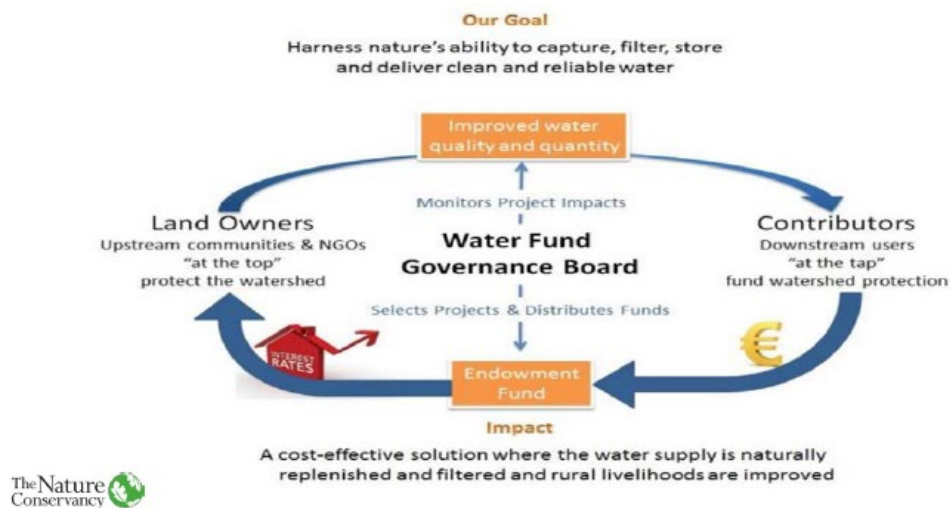 Our Goal
Harness nature's ability to capture, filter, store
and deliver clean and reliable water
Improved water
quality and quantity
Monitors Project Impacts
Land Owners
Upstream communities & NGOs
"at the top"
protect the watershed
Water Fund
Governance Board
Contributors
Downstream users
"at the tap"
fund watershed protection
Selects Projects & Distributes Funds
INTEREST
RATES
€
Endowment
Fund
Impact
A cost-effective solution where the water supply is naturally
replenished and filtered and rural livelihoods are improved
The Nature
Conservancy